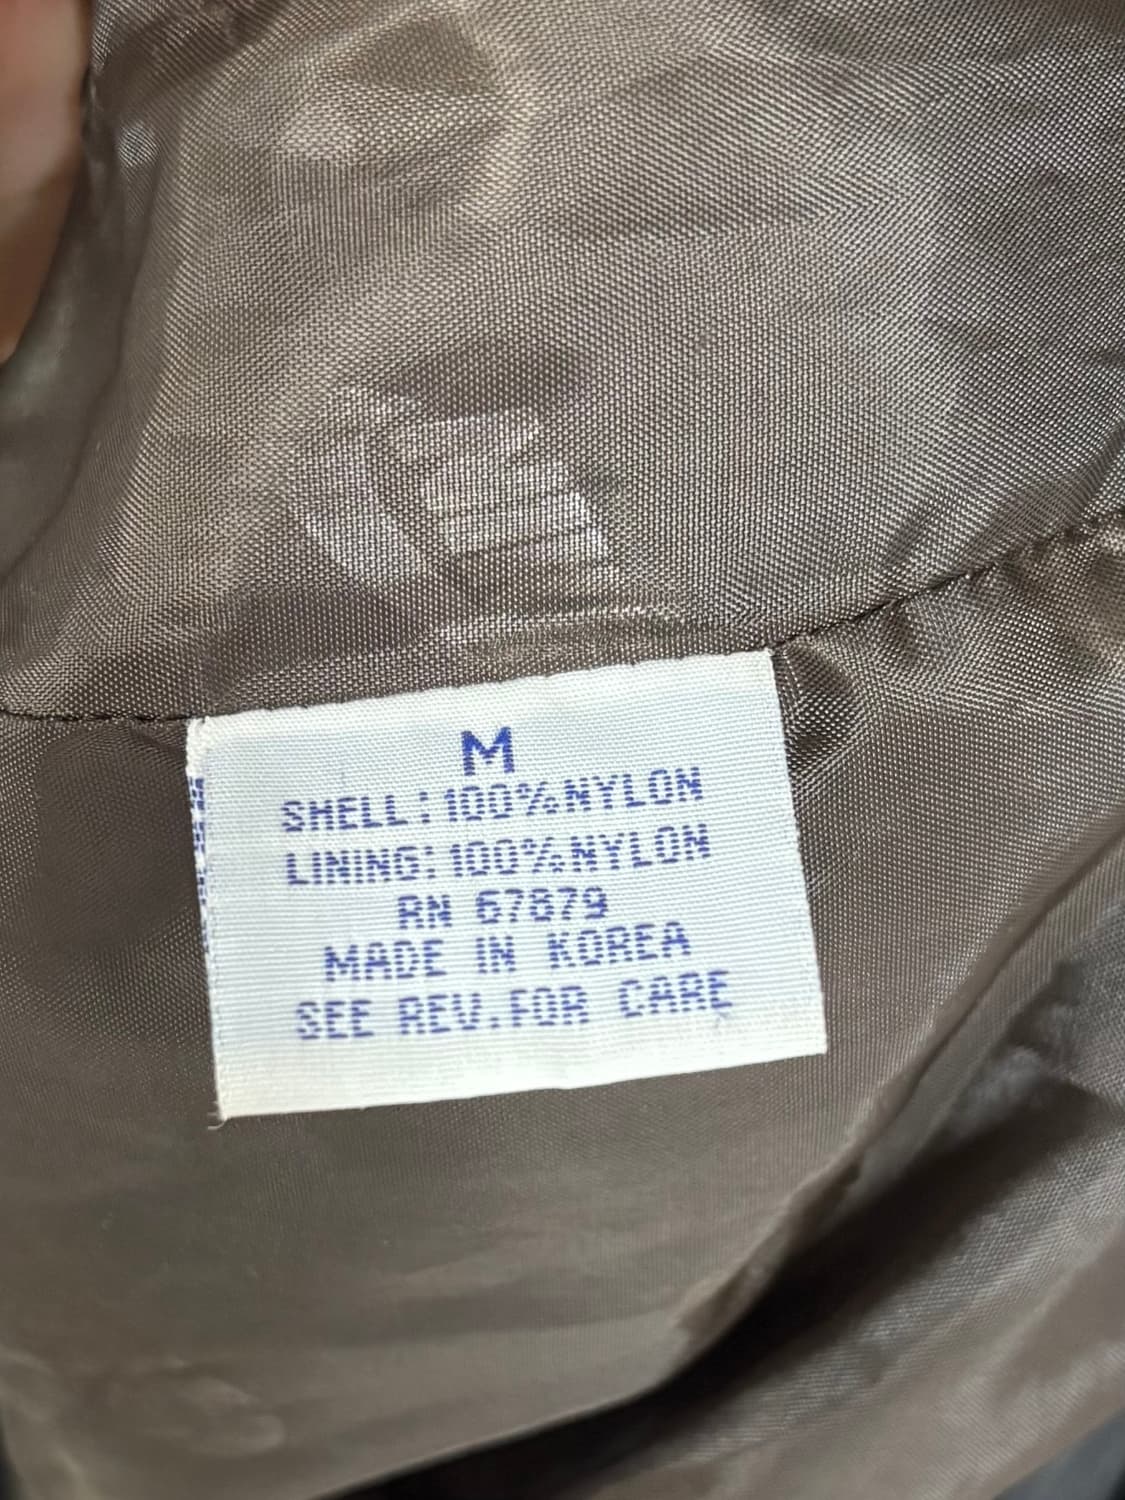 M
SHELL:100%NYLON
LINING:100%NYLON
RN 67879
MADE IN KOREA
SEE REV.FOR CARE